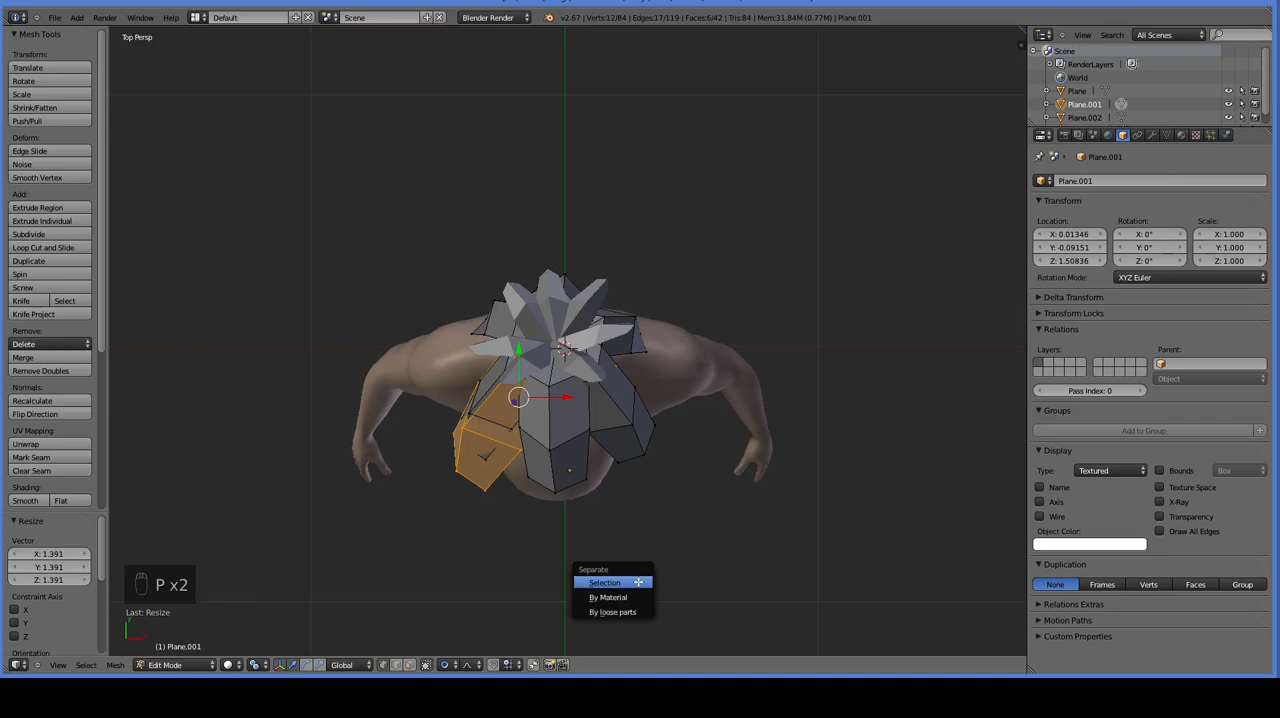 File Add Render Window Help Default Scene Blender Render v2.67 | Verts:12/84 | Edges:17/119 | Faces:6/42 | Tris:84 | Mem:31.84M (0.77M) | Plane.001
Mesh Tools
Transform:
Translate
Rotate
Scale
Shrink/Fatten
Push/Pull
Deform:
Edge Slide
Noise
Smooth Vertex
Add:
Extrude Region
Extrude Individual
Subdivide
Loop Cut and Slide
Duplicate
Spin
Screw
Knife Select
Knife Project
Remove:
Delete
Merge
Remove Doubles
Normals:
Recalculate
Flip Direction
UV Mapping:
Unwrap
Mark Seam
Clear Seam
Shading:
Smooth Flat
Resize
Vector
X: 1.391
Y: 1.391
Z: 1.391
Constraint Axis
X
Y
Z
Orientation
Top Persp
Separate
Selection
By Material
By loose parts
P x2
Last: Resize
(1) Plane.001
View Select Mesh Edit Mode Global
View Search All Scenes
Scene
RenderLayers |
World
Plane |
Plane.001 |
Plane.002 |
Plane.001
Plane.001
Transform
Location: Rotation: Scale:
X: 0.01346 X: 0° X: 1.000
Y: -0.09151 Y: 0° Y: 1.000
Z: 1.50836 Z: 0° Z: 1.000
Rotation Mode: XYZ Euler
Delta Transform
Transform Locks
Relations
Layers: Parent:
Object
Pass Index: 0
Groups
Add to Group
Display
Type: Textured Bounds Box
Name Texture Space
Axis X-Ray
Wire Transparency
Object Color: Draw All Edges
Duplication
None Frames Verts Faces Group
Relations Extras
Motion Paths
Custom Properties